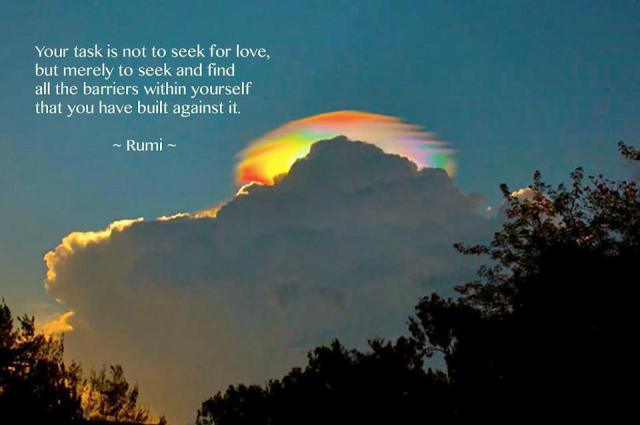 Your task is not to seek for love,
but merely to seek and find
all the barriers within yourself
that you have built against it.
~ Rumi ~